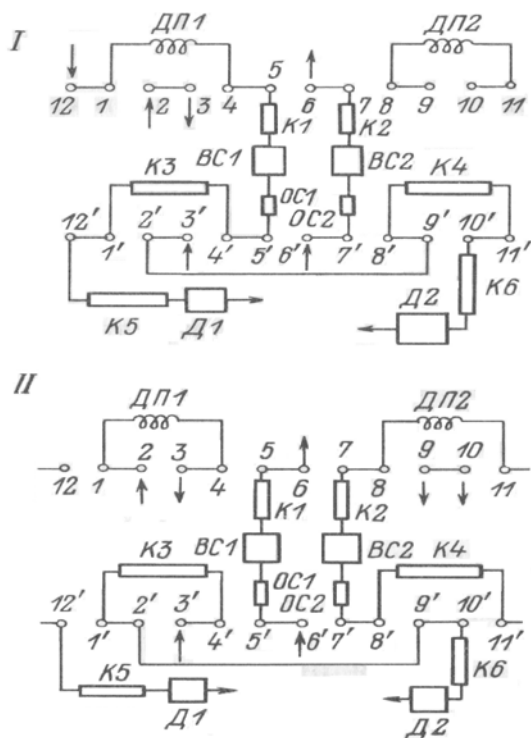 I ДП1 ДП2
5
12 1 2 3 4 6 7 8 9 10 11
К1 К2
К3 ВС1 ВС2 К4
ОС1
12' 2' 3' ОС2 9' 10'
1' 4' 5' 6' 7' 8' 11'
К5 Д1 Д2 К6
II ДП1 ДП2
2 3 5 7 9 10
12 1 4 6 8 11
К1 К2
К3 ВС1 ВС2 К4
ОС1
12' 2' 3' ОС2 9' 10'
1' 4' 5' 6' 7' 8' 11'
К5 К6
Д1 Д2